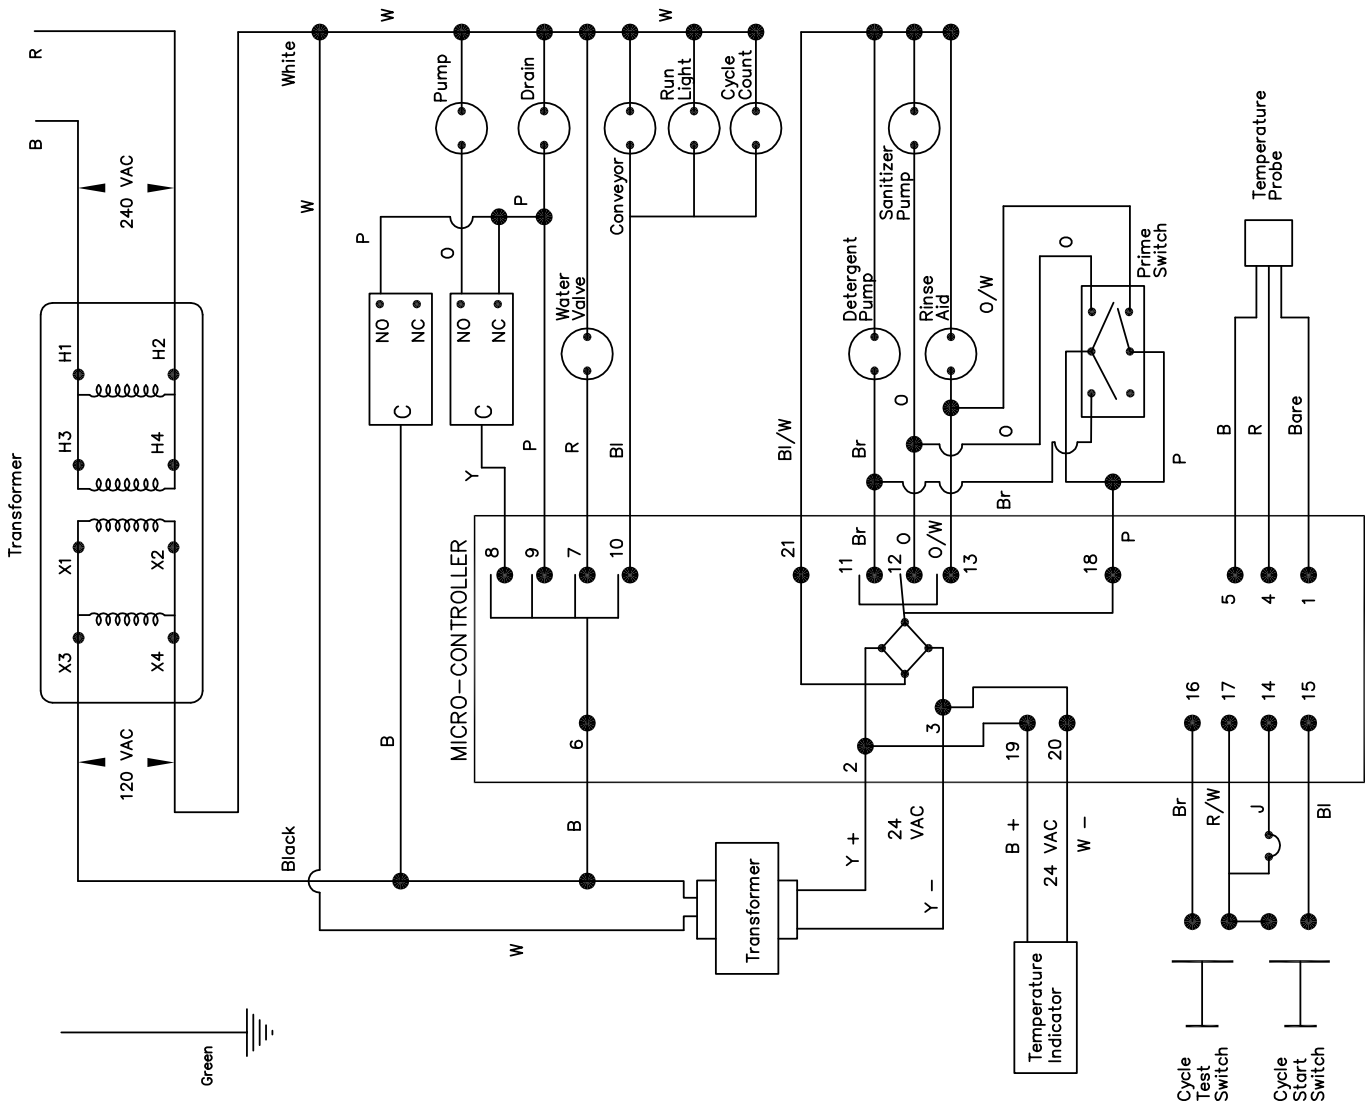 Transformer
R
B
240 VAC
H1
H2
H3
H4
X1
X2
X3
X4
120 VAC
Green
White
W
W
W
Black
W
Pump
Drain
Run
Light
Cycle
Count
Conveyor
P
P
O
NO
NC
C
NO
NC
C
Water
Valve
Y
P
R
Bl
B
B
MICRO-CONTROLLER
8
9
7
10
6
Sanitizer
Pump
Detergent
Pump
Rinse
Aid
O/W
O
Prime
Switch
Bl/W
Br
O
O
Br
P
21
11
Br
12
O
O/W
13
18
P
2
3
19
20
Y +
24
VAC
Y -
Transformer
B +
24 VAC
W -
Temperature
Indicator
Temperature
Probe
B
R
Bare
5
4
1
16
17
14
15
Br
R/W
J
Bl
Cycle
Test
Switch
Cycle
Start
Switch